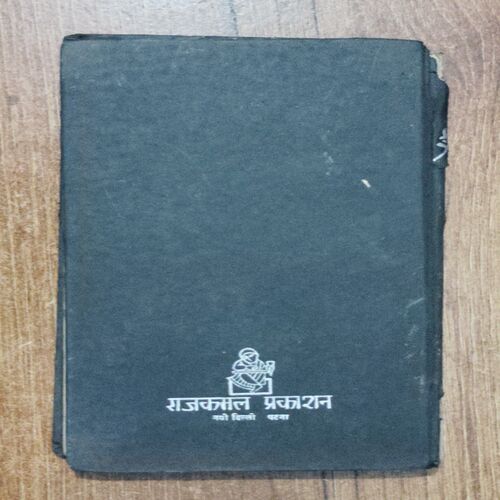 राजकमल प्रकाशन
नयी दिल्ली पटना